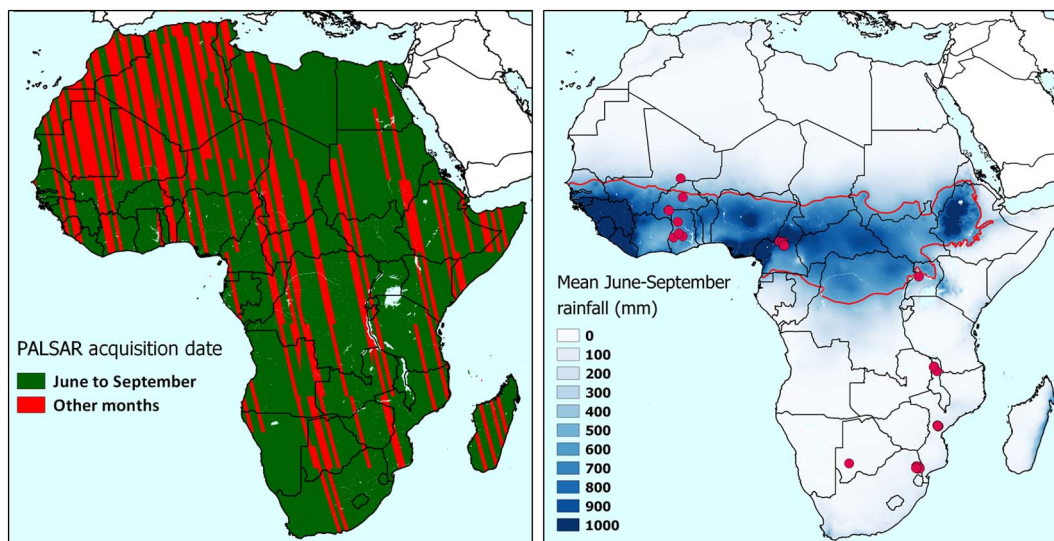 PALSAR acquisition date
June to September
Other months
Mean June-September
rainfall (mm)
0
100
200
300
400
500
600
700
800
900
1000